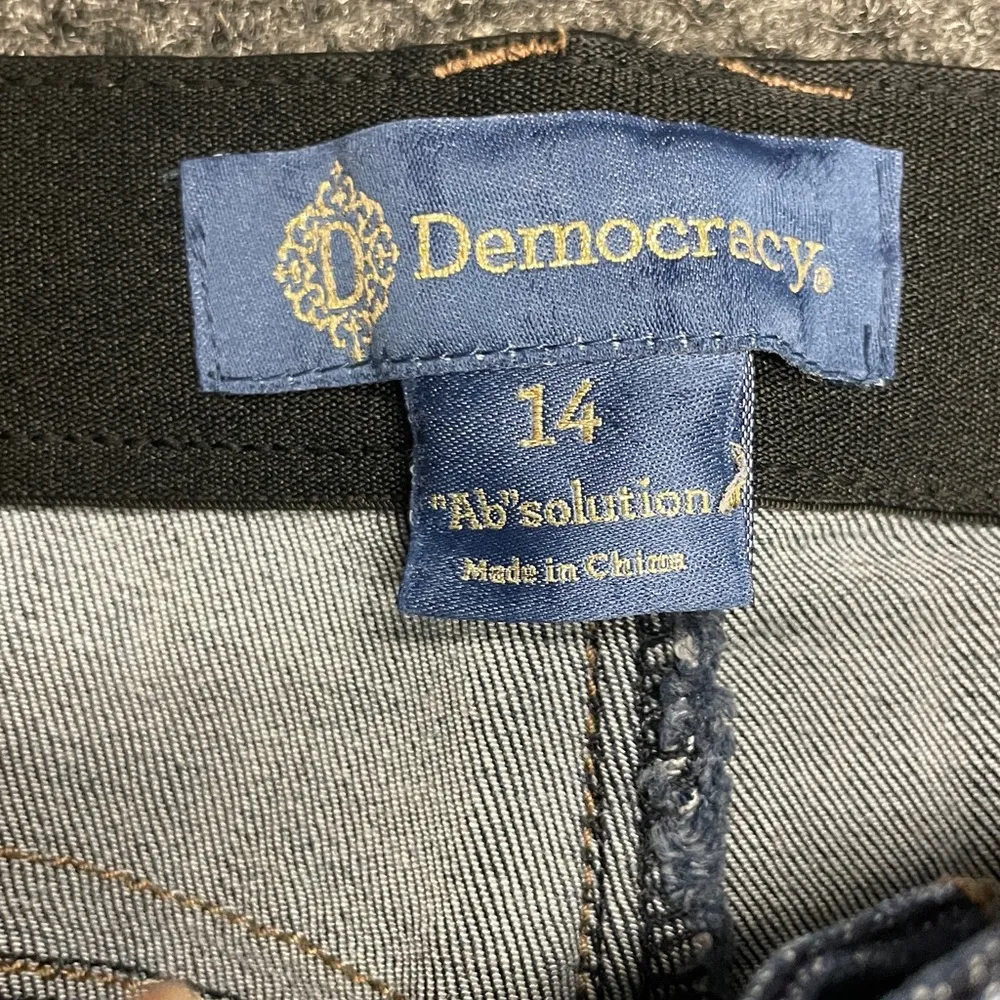 D Democracy®
14
"Ab"solution
Made in China